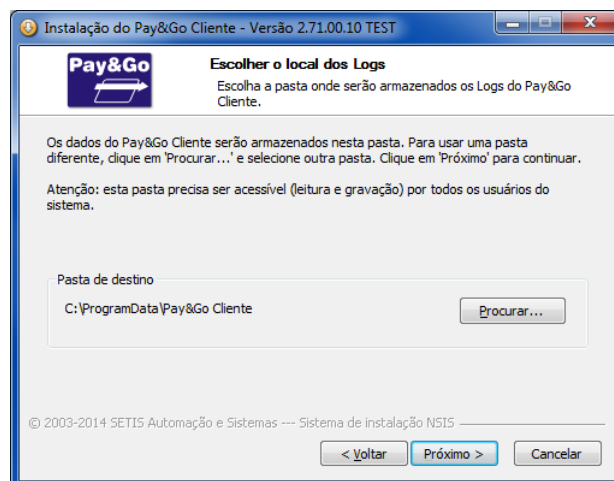 Instalação do Pay&Go Cliente - Versão 2.71.00.10 TEST
Pay&Go
Escolher o local dos Logs
Escolha a pasta onde serão armazenados os Logs do Pay&Go
Cliente.
Os dados do Pay&Go Cliente serão armazenados nesta pasta. Para usar uma pasta
diferente, clique em 'Procurar...' e selecione outra pasta. Clique em 'Próximo' para continuar.
Atenção: esta pasta precisa ser acessível (leitura e gravação) por todos os usuários do
sistema.
Pasta de destino
C:\ProgramData\Pay&Go Cliente
Procurar...
© 2003-2014 SETIS Automação e Sistemas --- Sistema de instalação NSIS
< Voltar
Próximo >
Cancelar